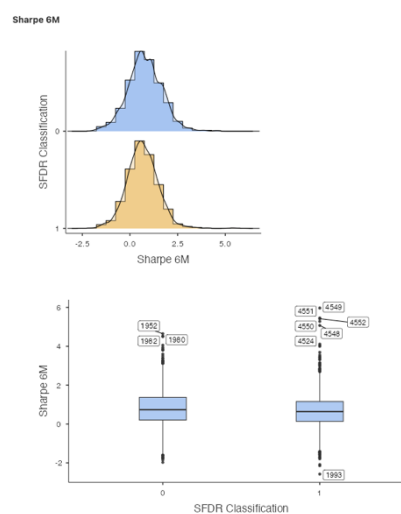 Sharpe 6M
SFDR Classification
0
1
-2.5 0.0 2.5 5.0
Sharpe 6M
Sharpe 6M
6
4
2
0
-2
1952
1982 1980
4551 4549
4552
4550
4548
4524
1993
0 1
SFDR Classification